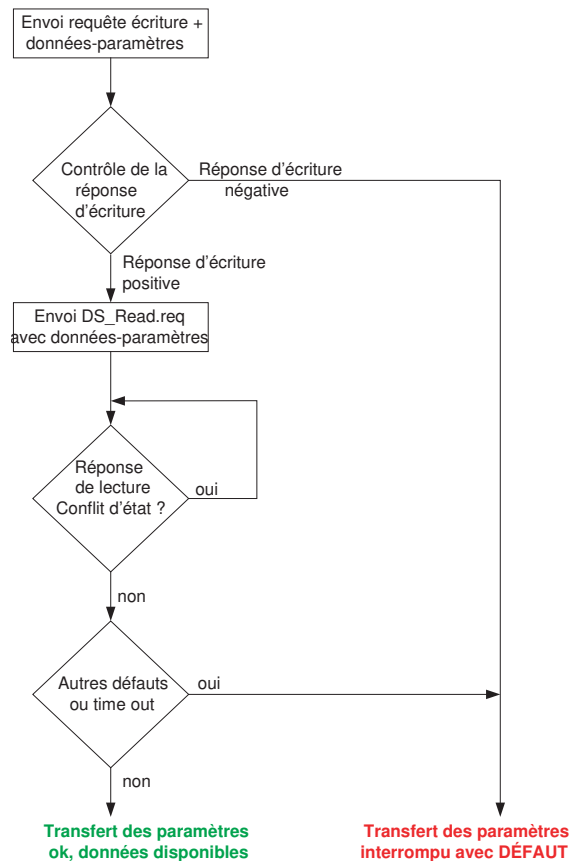 Envoi requête écriture +
données-paramètres
Contrôle de la
réponse
d'écriture
Réponse d'écriture
négative
Réponse d'écriture
positive
Envoi DS_Read.req
avec données-paramètres
Réponse
de lecture
Conflit d'état ?
oui
non
Autres défauts
ou time out
oui
non
Transfert des paramètres
ok, données disponibles
Transfert des paramètres
interrompu avec DÉFAUT